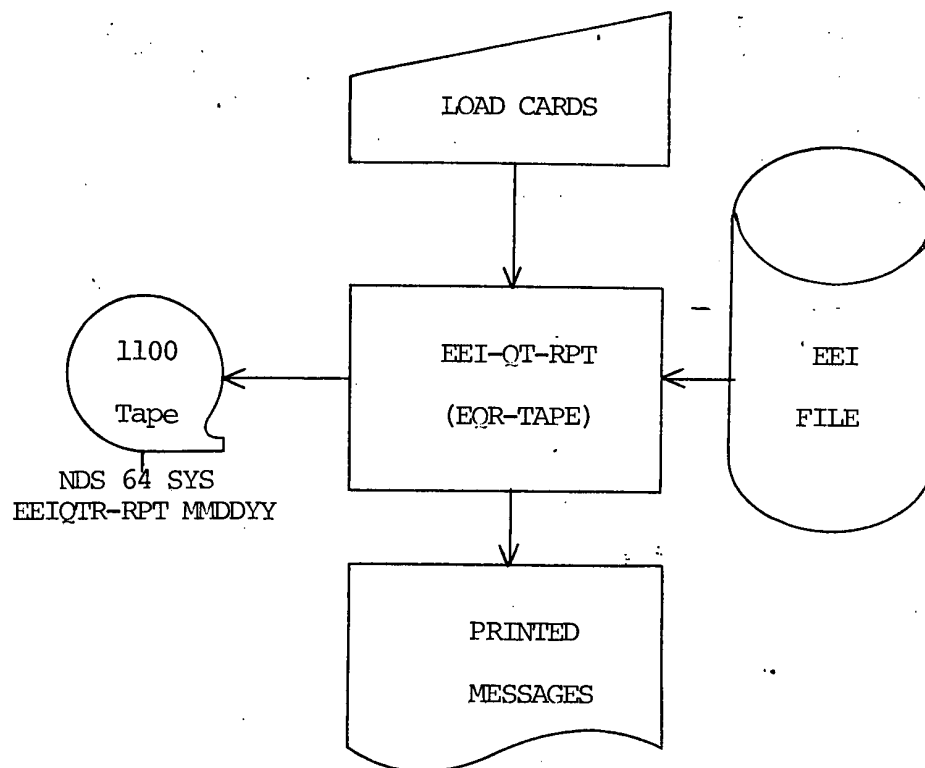 LOAD CARDS
EEI-QT-RPT
(EQR-TAPE)
1100
Tape
NDS 64 SYS
EEIQTR-RPT MMDDYY
EEI
FILE
PRINTED
MESSAGES